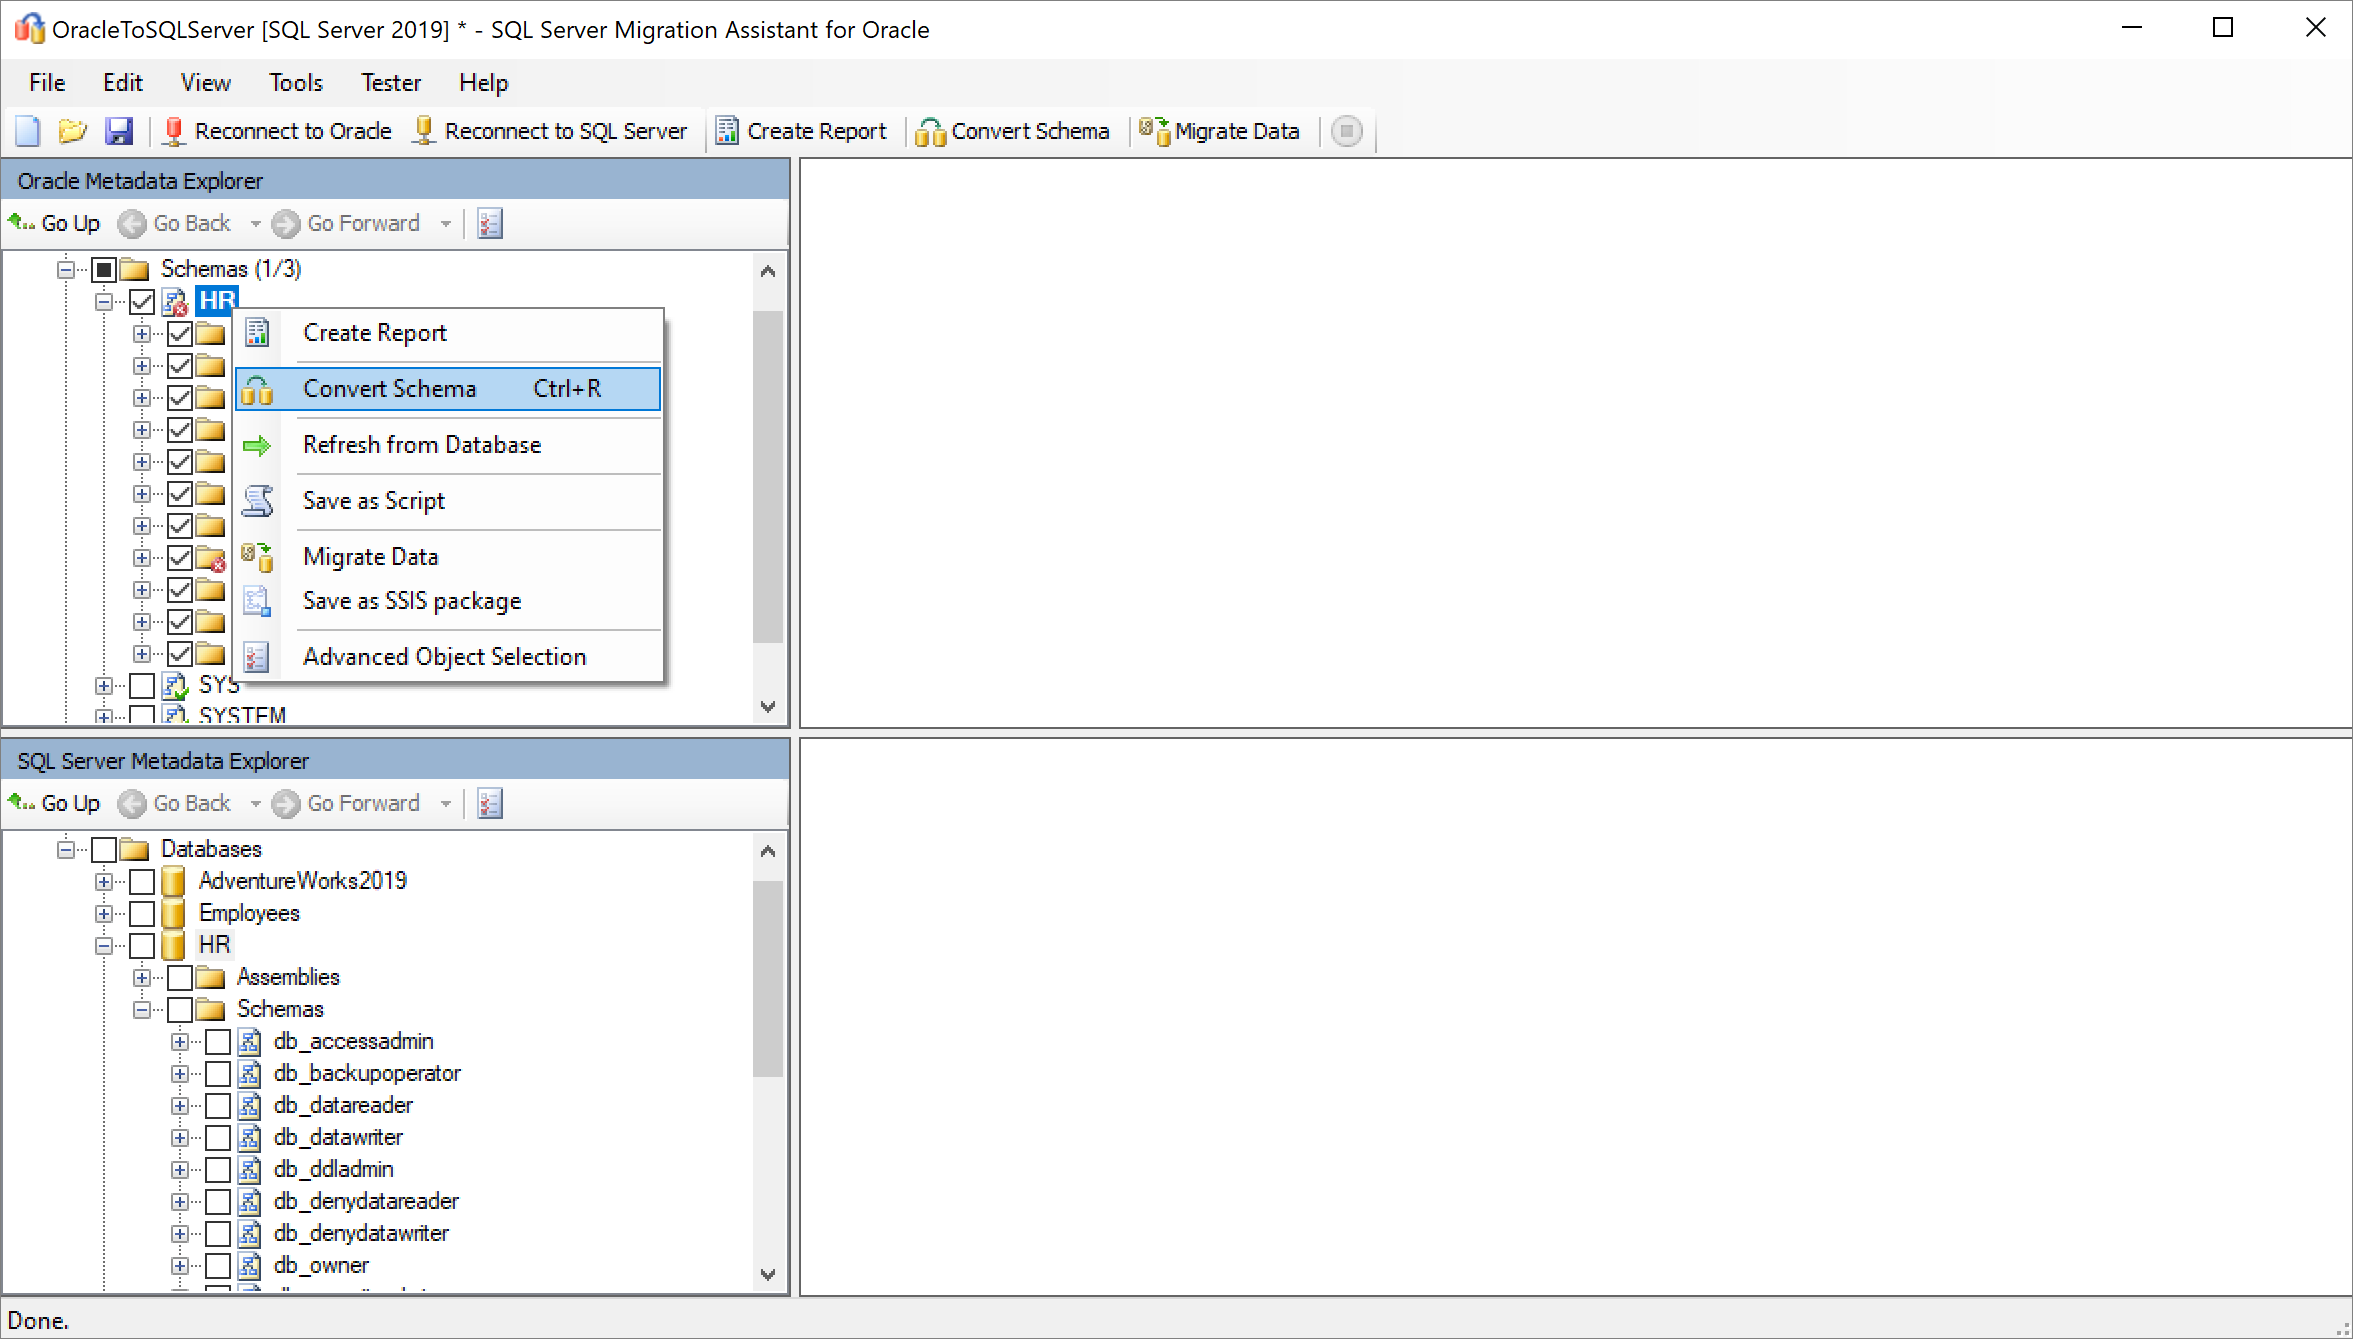 OracleToSQLServer [SQL Server 2019] * - SQL Server Migration Assistant for Oracle
File Edit View Tools Tester Help
Reconnect to Oracle Reconnect to SQL Server Create Report Convert Schema Migrate Data
Oracle Metadata Explorer
Go Up Go Back Go Forward
Schemas (1/3)
HR
Create Report
Convert Schema Ctrl+R
Refresh from Database
Save as Script
Migrate Data
Save as SSIS package
Advanced Object Selection
SYS
SYSTEM
SQL Server Metadata Explorer
Go Up Go Back Go Forward
Databases
AdventureWorks2019
Employees
HR
Assemblies
Schemas
db_accessadmin
db_backupoperator
db_datareader
db_datawriter
db_ddladmin
db_denydatareader
db_denydatawriter
db_owner
Done.